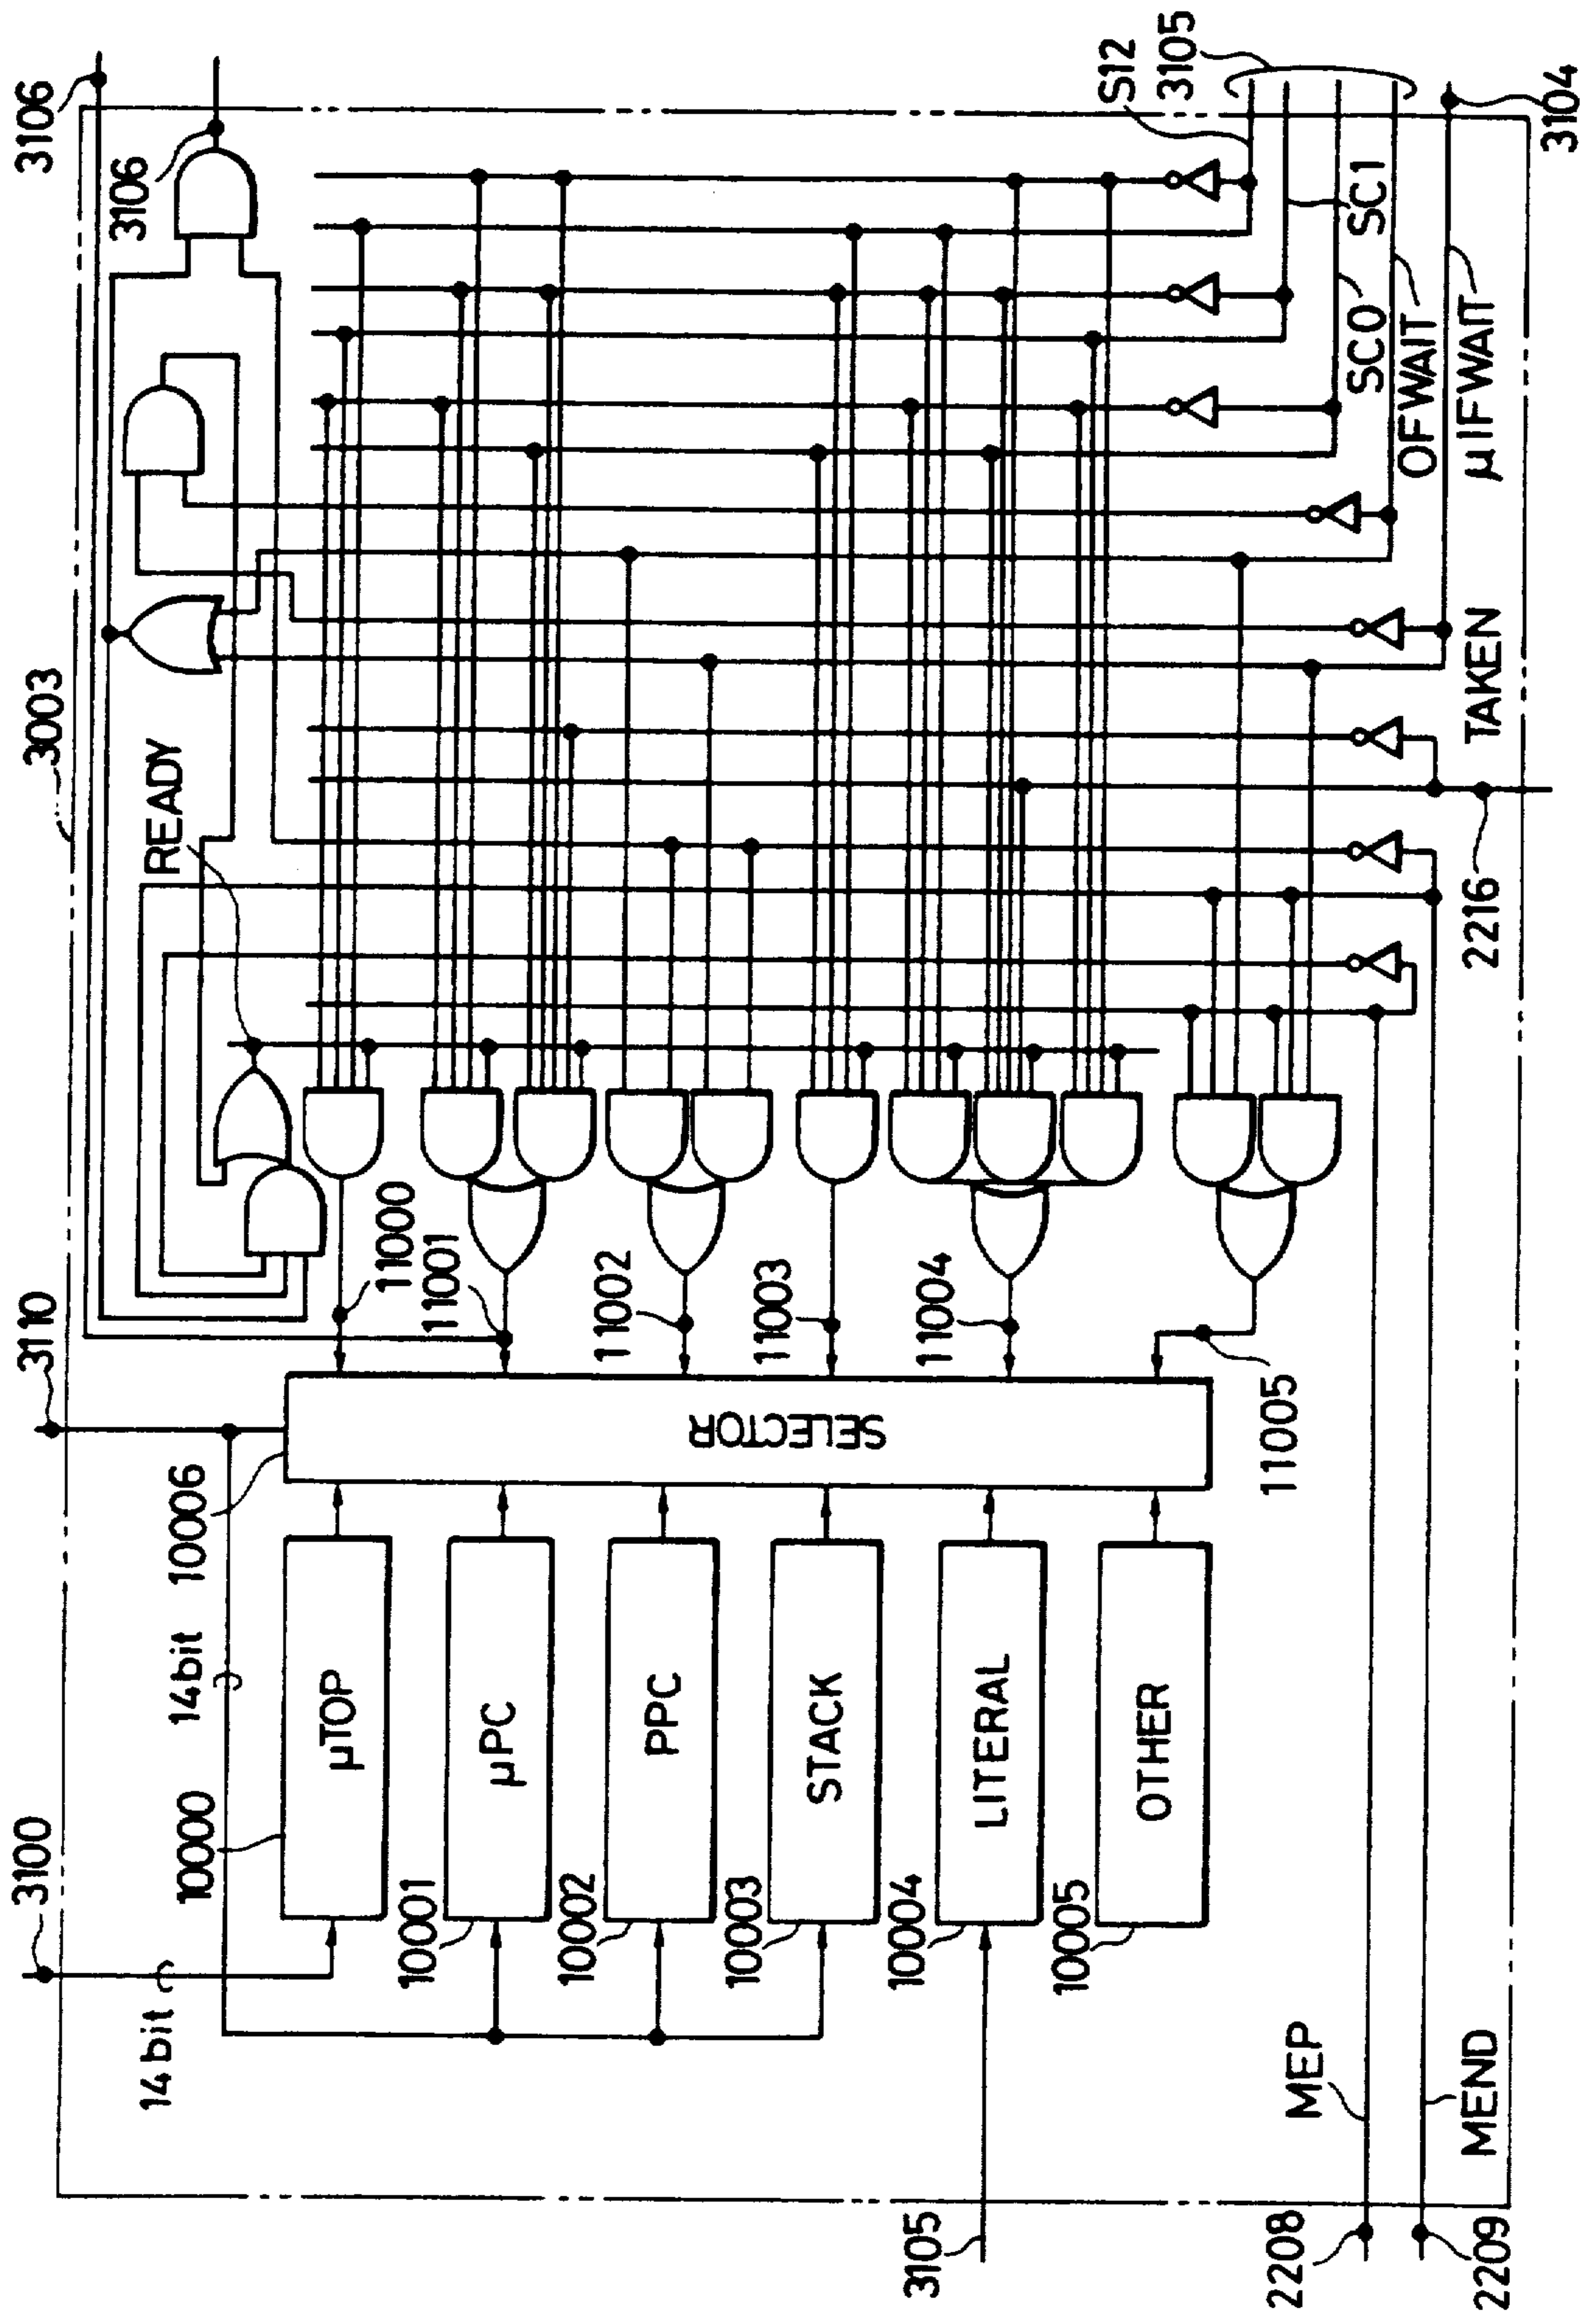 3106
3106
3003
READY
3110
3100
S12
3105
SC1
SC0
OFWAIT
μIFWAIT
3104
TAKEN
2216
11000
11001
11002
11003
11004
11005
SELECTOR
10006
14bit
14bit
10000
μTOP
10001
μPC
10002
PPC
10003
STACK
10004
LITERAL
10005
OTHER
3105
MEP
MEND
2208
2209